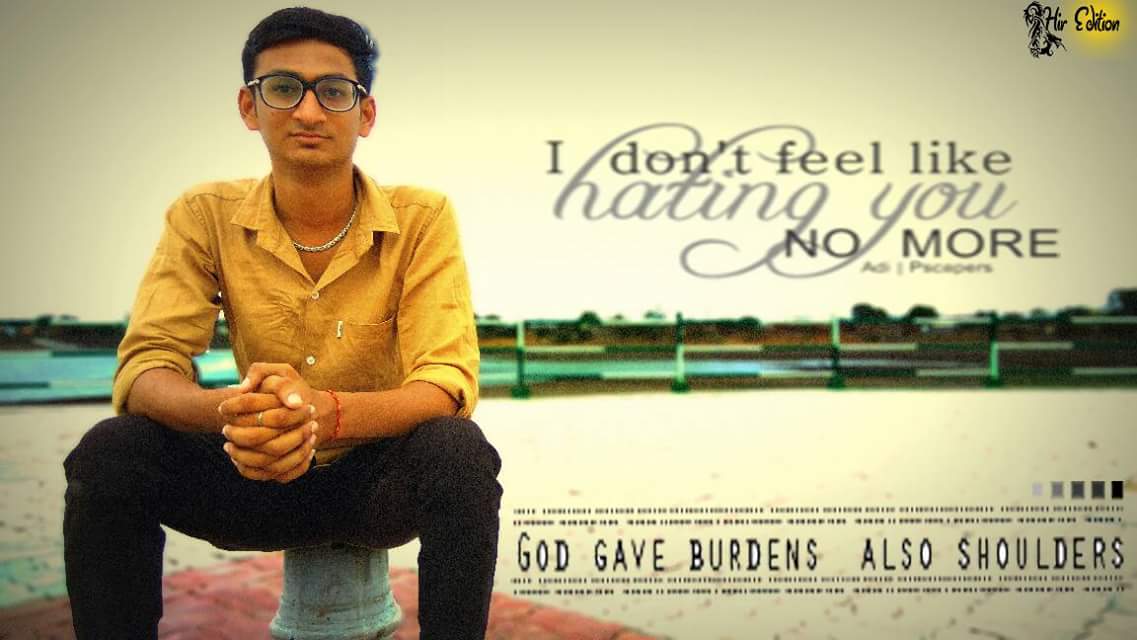 Hir Edition
I don't feel like
hating you
NO MORE
Adi | Pscapers
GOD GAVE BURDENS ALSO SHOULDERS